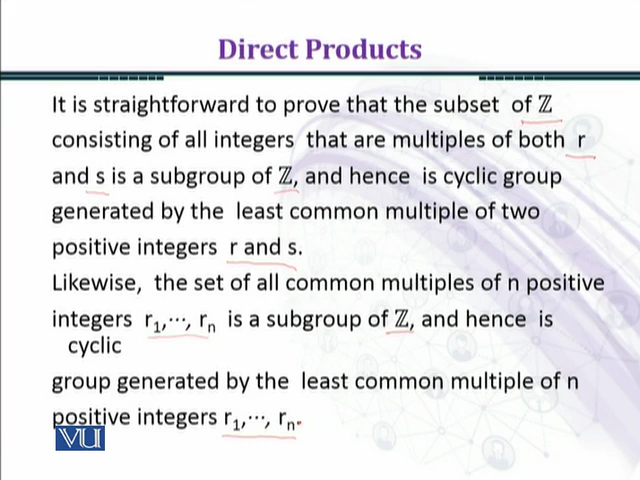 Direct Products
It is straightforward to prove that the subset of ℤ
consisting of all integers that are multiples of both r
and s is a subgroup of ℤ, and hence is cyclic group
generated by the least common multiple of two
positive integers r and s.
Likewise, the set of all common multiples of n positive
integers r₁,⋯, rₙ is a subgroup of ℤ, and hence is
cyclic
group generated by the least common multiple of n
positive integers r₁,⋯, rₙ.
VU